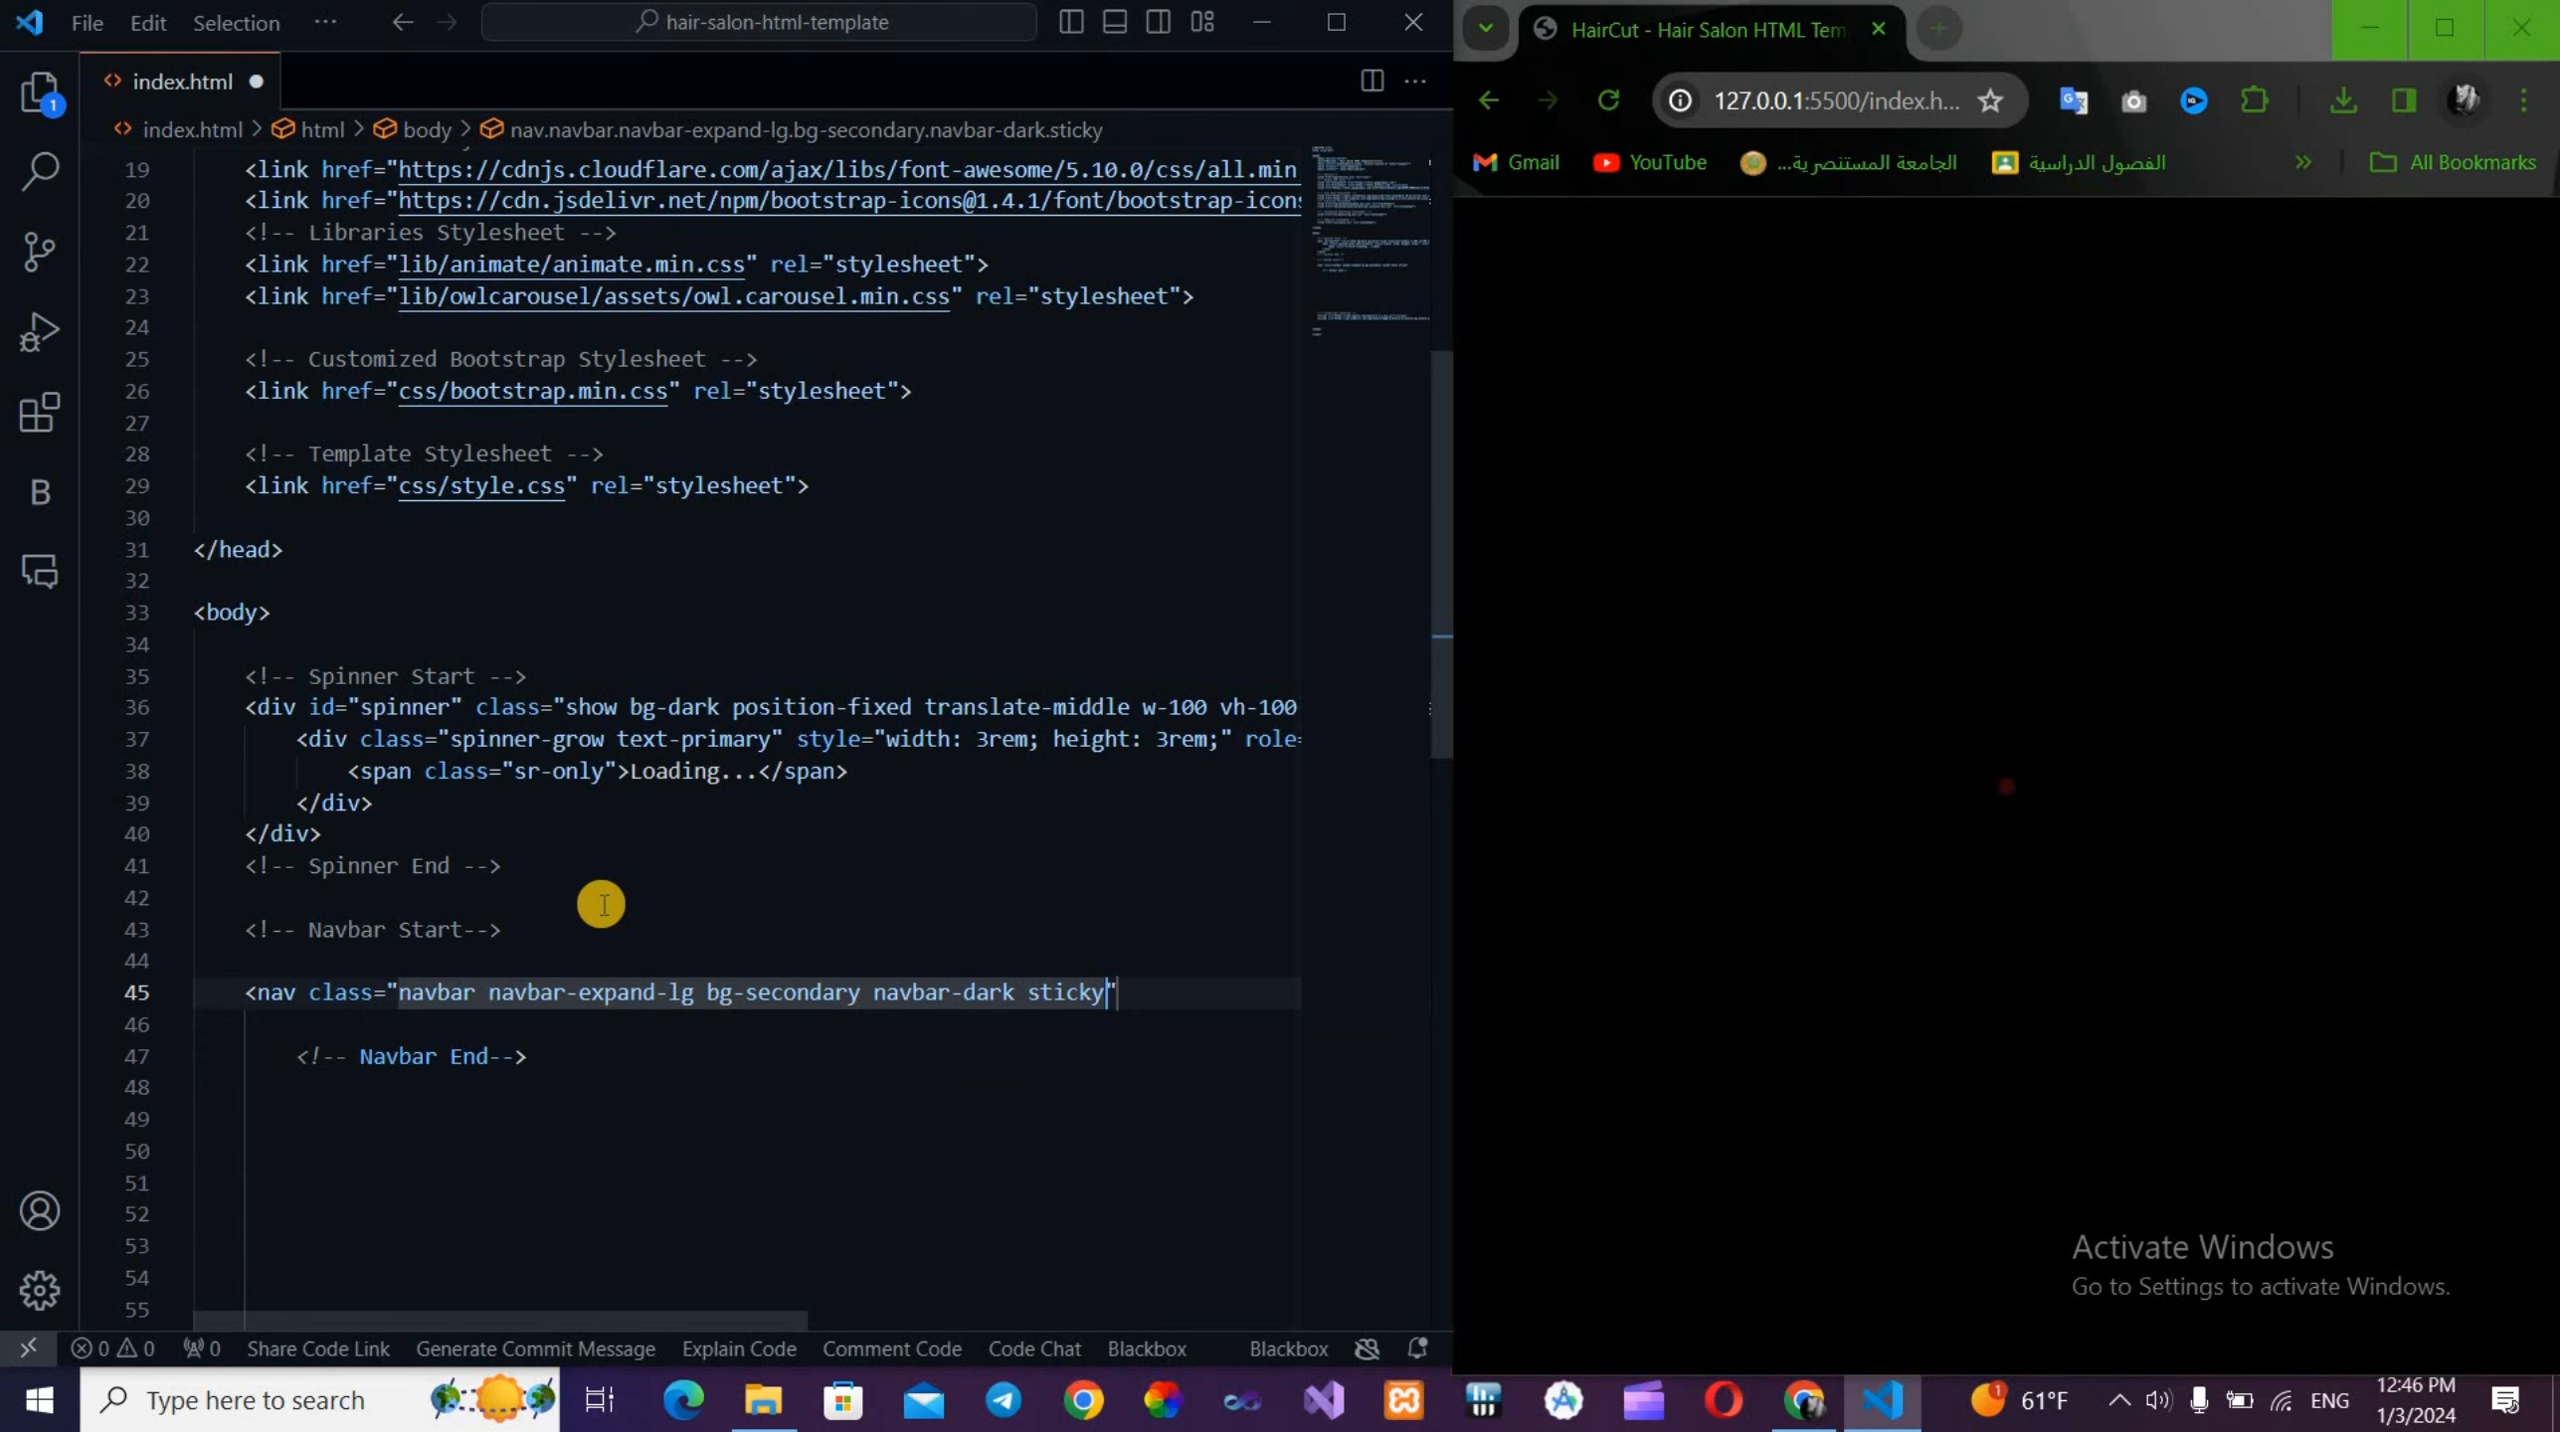 File Edit Selection ... hair-salon-html-template
index.html
index.html > html > body > nav.navbar.navbar-expand-lg.bg-secondary.navbar-dark.sticky
19 <link href="https://cdnjs.cloudflare.com/ajax/libs/font-awesome/5.10.0/css/all.min
20 <link href="https://cdn.jsdelivr.net/npm/bootstrap-icons@1.4.1/font/bootstrap-icons
21 <!-- Libraries Stylesheet -->
22 <link href="lib/animate/animate.min.css" rel="stylesheet">
23 <link href="lib/owlcarousel/assets/owl.carousel.min.css" rel="stylesheet">
24
25 <!-- Customized Bootstrap Stylesheet -->
26 <link href="css/bootstrap.min.css" rel="stylesheet">
27
28 <!-- Template Stylesheet -->
29 <link href="css/style.css" rel="stylesheet">
30
31 </head>
32
33 <body>
34
35 <!-- Spinner Start -->
36 <div id="spinner" class="show bg-dark position-fixed translate-middle w-100 vh-100
37 <div class="spinner-grow text-primary" style="width: 3rem; height: 3rem;" role=
38 <span class="sr-only">Loading...</span>
39 </div>
40 </div>
41 <!-- Spinner End -->
42
43 <!-- Navbar Start-->
44
45 <nav class="navbar navbar-expand-lg bg-secondary navbar-dark sticky"
46
47 <!-- Navbar End-->
48
49
50
51
52
53
54
55
1
B
0 0 0 Share Code Link Generate Commit Message Explain Code Comment Code Code Chat Blackbox Blackbox
HairCut - Hair Salon HTML Tem
127.0.0.1:5500/index.h...
Gmail YouTube الجامعة المستنصرية... الفصول الدراسية » All Bookmarks
Activate Windows
Go to Settings to activate Windows.
Type here to search
1 61°F ENG
12:46 PM
1/3/2024